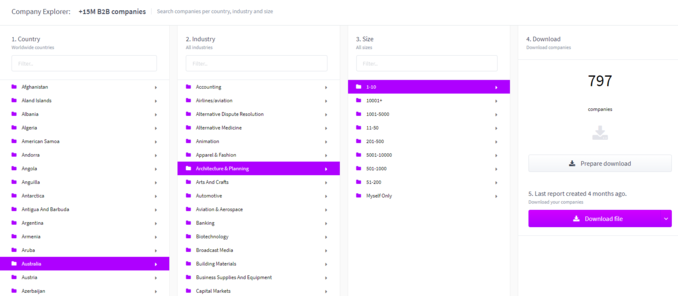 Company Explorer: +15M B2B companies Search companies per country, industry and size
1. Country
Worldwide countries
Filter...
Afghanistan
Aland Islands
Albania
Algeria
American Samoa
Andorra
Angola
Anguilla
Antarctica
Antigua And Barbuda
Argentina
Armenia
Aruba
Australia
Austria
Azerbaijan
2. Industry
All industries
Filter...
Accounting
Airlines/aviation
Alternative Dispute Resolution
Alternative Medicine
Animation
Apparel & Fashion
Architecture & Planning
Arts And Crafts
Automotive
Aviation & Aerospace
Banking
Biotechnology
Broadcast Media
Building Materials
Business Supplies And Equipment
Capital Markets
3. Size
All sizes
Filter...
1-10
10001+
1001-5000
11-50
201-500
5001-10000
501-1000
51-200
Myself Only
4. Download
Download companies
797
companies
Prepare download
5. Last report created 4 months ago.
Download your companies
Download file